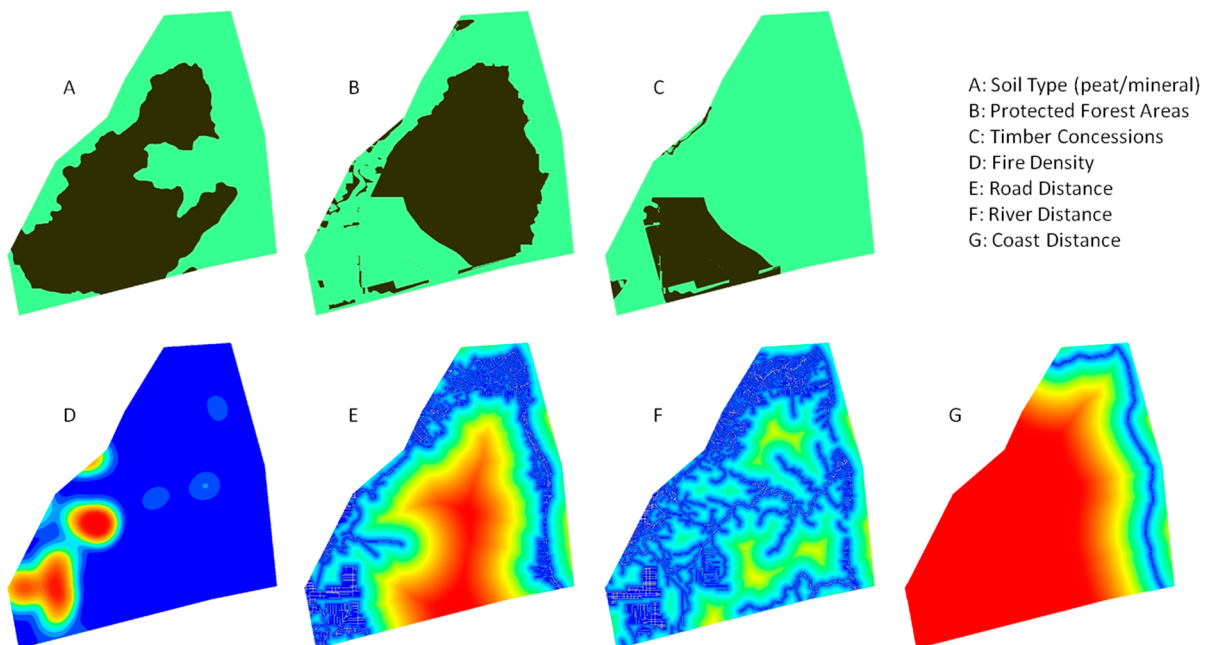 A
B
C
A: Soil Type (peat/mineral)
B: Protected Forest Areas
C: Timber Concessions
D: Fire Density
E: Road Distance
F: River Distance
G: Coast Distance
D
E
F
G